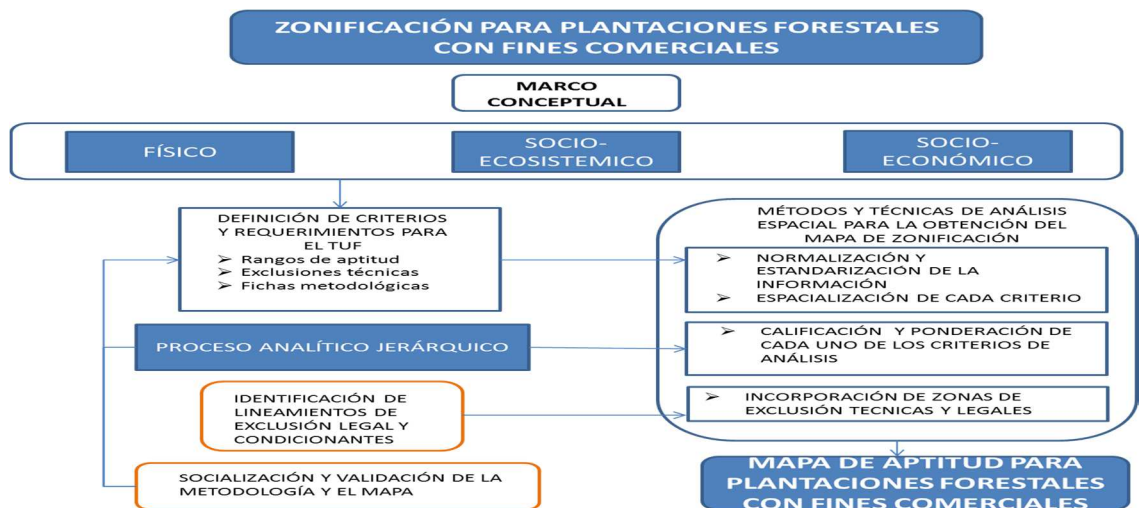 ZONIFICACIÓN PARA PLANTACIONES FORESTALES
CON FINES COMERCIALES
MARCO
CONCEPTUAL
FÍSICO
SOCIO-
ECOSISTEMICO
SOCIO-
ECONÓMICO
DEFINICIÓN DE CRITERIOS
Y REQUERIMIENTOS PARA
EL TUF
➢ Rangos de aptitud
➢ Exclusiones técnicas
➢ Fichas metodológicas
PROCESO ANALÍTICO JERÁRQUICO
IDENTIFICACIÓN DE
LINEAMIENTOS DE
EXCLUSIÓN LEGAL Y
CONDICIONANTES
SOCIALIZACIÓN Y VALIDACIÓN DE LA
METODOLOGÍA Y EL MAPA
MÉTODOS Y TÉCNICAS DE ANÁLISIS
ESPACIAL PARA LA OBTENCIÓN DEL
MAPA DE ZONIFICACIÓN
➢ NORMALIZACIÓN Y
ESTANDARIZACIÓN DE LA
INFORMACIÓN
➢ ESPACIALIZACIÓN DE CADA CRITERIO
➢ CALIFICACIÓN Y PONDERACIÓN DE
CADA UNO DE LOS CRITERIOS DE
ANÁLISIS
➢ INCORPORACIÓN DE ZONAS DE
EXCLUSIÓN TECNICAS Y LEGALES
MAPA DE APTITUD PARA
PLANTACIONES FORESTALES
CON FINES COMERCIALES